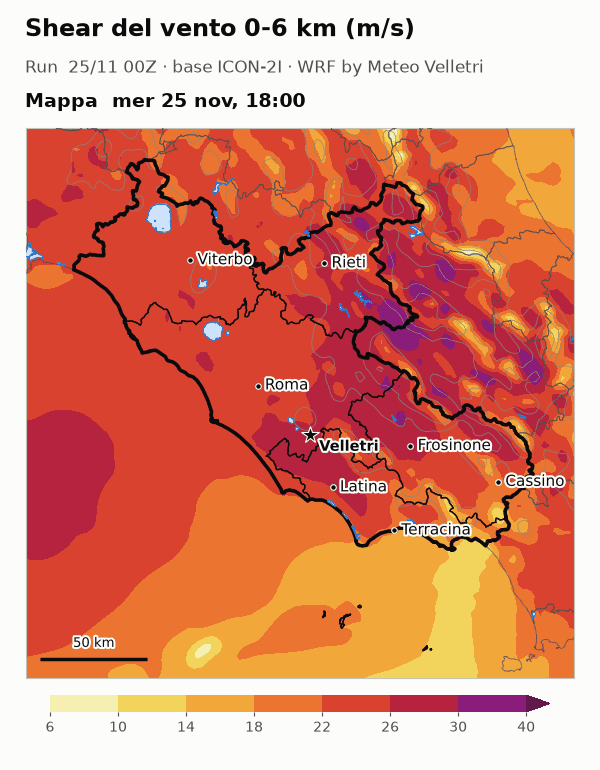 Shear del vento 0-6 km (m/s)
Run  25/11 00Z · base ICON-2I · WRF by Meteo Velletri
Mappa  mer 25 nov, 18:00
Viterbo
Rieti
Roma
Velletri
Frosinone
Latina
Cassino
Terracina
50 km
6 10 14 18 22 26 30 40